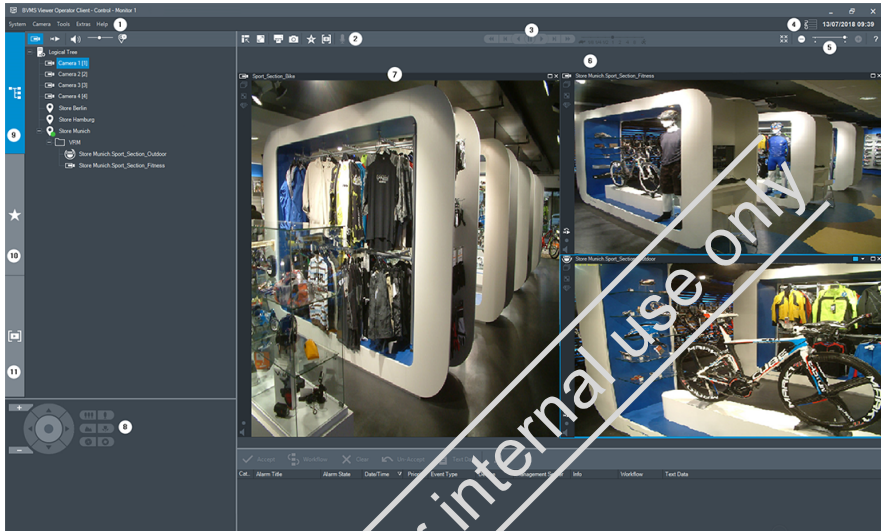 BVMS Viewer Operator Client - Control - Monitor 1
System Camera Tools Extras Help 1
4 13/07/2018 09:39
2
3
5
?
Logical Tree
Camera 1 [1]
Camera 2 [2]
Camera 3 [3]
Camera 4 [4]
Store Berlin
Store Hamburg
Store Munich
VRM
Store Munich.Sport_Section_Outdoor
Store Munich.Sport_Section_Fitness
9
10
11
8
6
Sport_Section_Bike 7
Store Munich.Sport_Section_Fitness
Store Munich.Sport_Section_Outdoor
CUBE
internal use only
Accept Workflow Clear Un-Accept
Cat.. Alarm Title Alarm State Date/Time Event Type Info Workflow Text Data